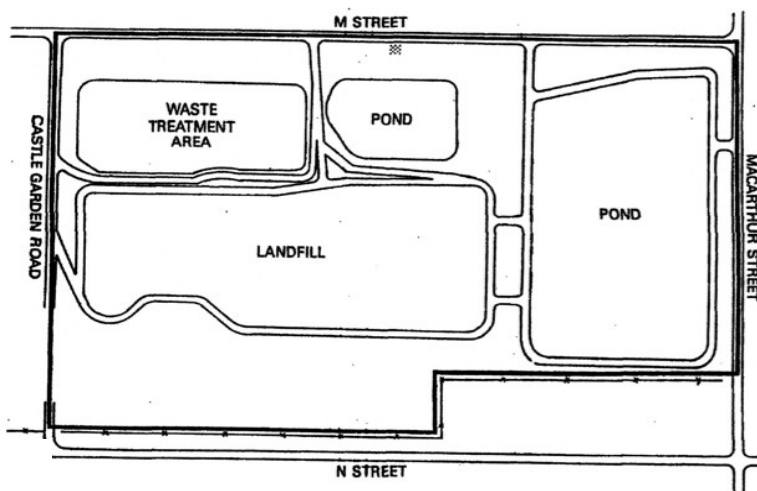 M STREET
WASTE
TREATMENT
AREA
POND
CASTLE GARDEN ROAD
MACARTHUR STREET
POND
LANDFILL
N STREET